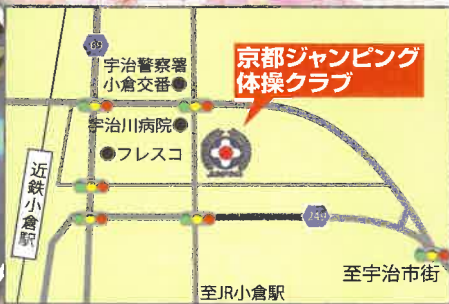 69
宇治警察署
小倉交番
京都ジャンピング
体操クラブ
宇治川病院
フレスコ
近鉄小倉駅
249
至宇治市街
至JR小倉駅